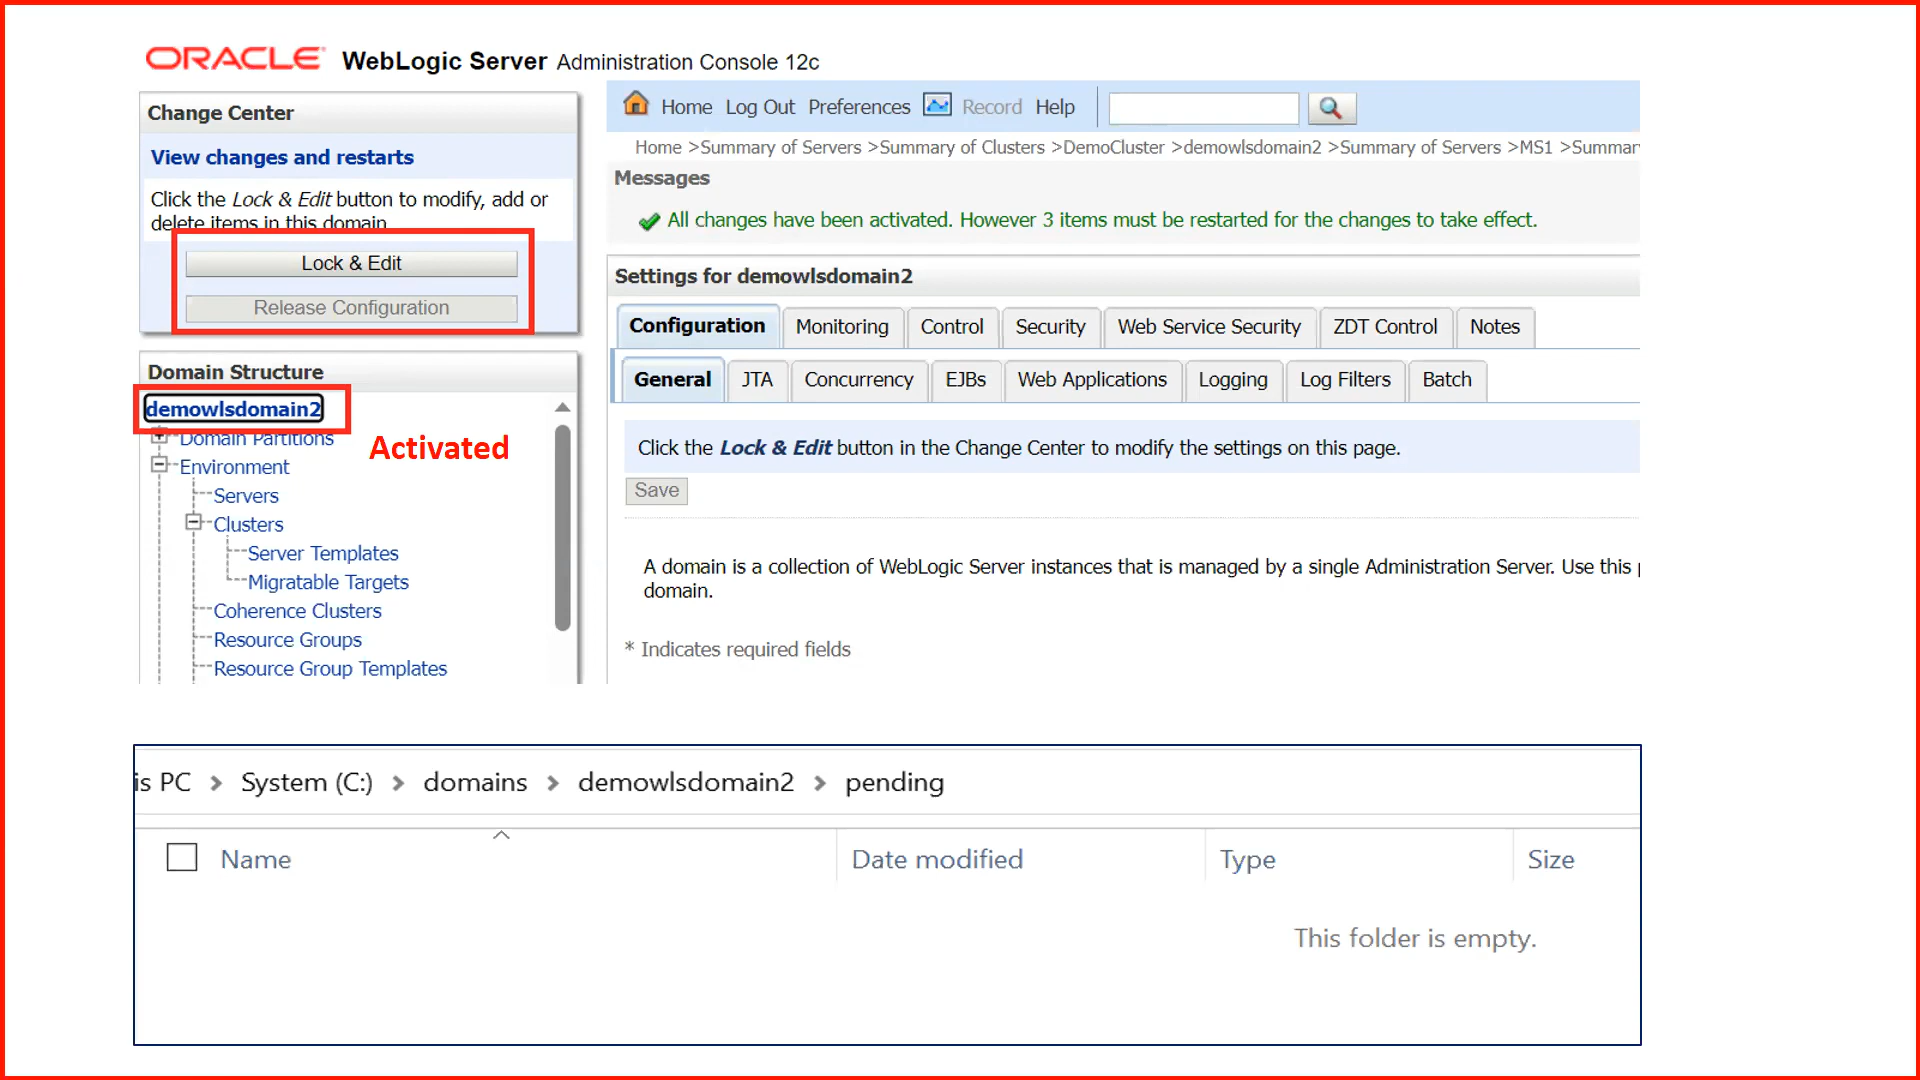 ORACLE WebLogic Server Administration Console 12c
Change Center
View changes and restarts
Click the Lock & Edit button to modify, add or
delete items in this domain.
Lock & Edit
Release Configuration
Domain Structure
demowlsdomain2
Domain Partitions
Environment
Servers
Clusters
Server Templates
Migratable Targets
Coherence Clusters
Resource Groups
Resource Group Templates
Activated
Home Log Out Preferences Record Help
Home >Summary of Servers >Summary of Clusters >DemoCluster >demowlsdomain2 >Summary of Servers >MS1 >Summar
Messages
All changes have been activated. However 3 items must be restarted for the changes to take effect.
Settings for demowlsdomain2
Configuration Monitoring Control Security Web Service Security ZDT Control Notes
General JTA Concurrency EJBs Web Applications Logging Log Filters Batch
Click the Lock & Edit button in the Change Center to modify the settings on this page.
Save
A domain is a collection of WebLogic Server instances that is managed by a single Administration Server. Use this
domain.
* Indicates required fields
is PC > System (C:) > domains > demowlsdomain2 > pending
Name Date modified Type Size
This folder is empty.